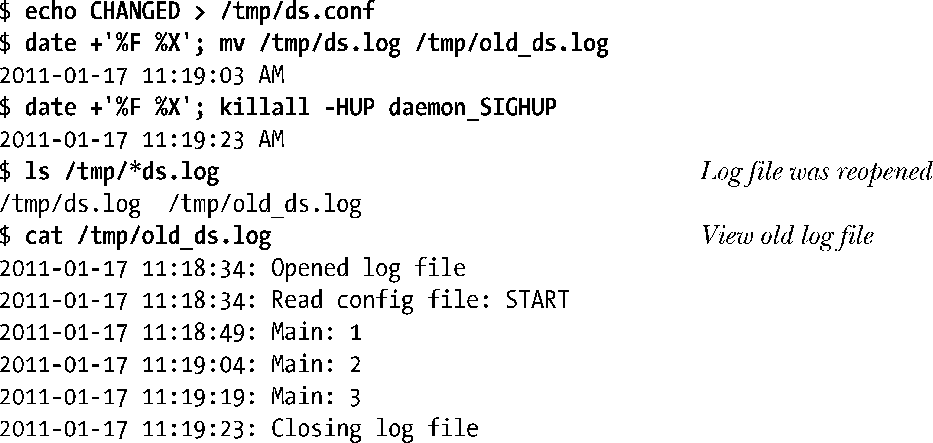 $ echo CHANGED > /tmp/ds.conf
$ date +'%F %X'; mv /tmp/ds.log /tmp/old_ds.log
2011-01-17 11:19:03 AM
$ date +'%F %X'; killall -HUP daemon_SIGHUP
2011-01-17 11:19:23 AM
$ ls /tmp/*ds.log Log file was reopened
/tmp/ds.log /tmp/old_ds.log
$ cat /tmp/old_ds.log View old log file
2011-01-17 11:18:34: Opened log file
2011-01-17 11:18:34: Read config file: START
2011-01-17 11:18:49: Main: 1
2011-01-17 11:19:04: Main: 2
2011-01-17 11:19:19: Main: 3
2011-01-17 11:19:23: Closing log file